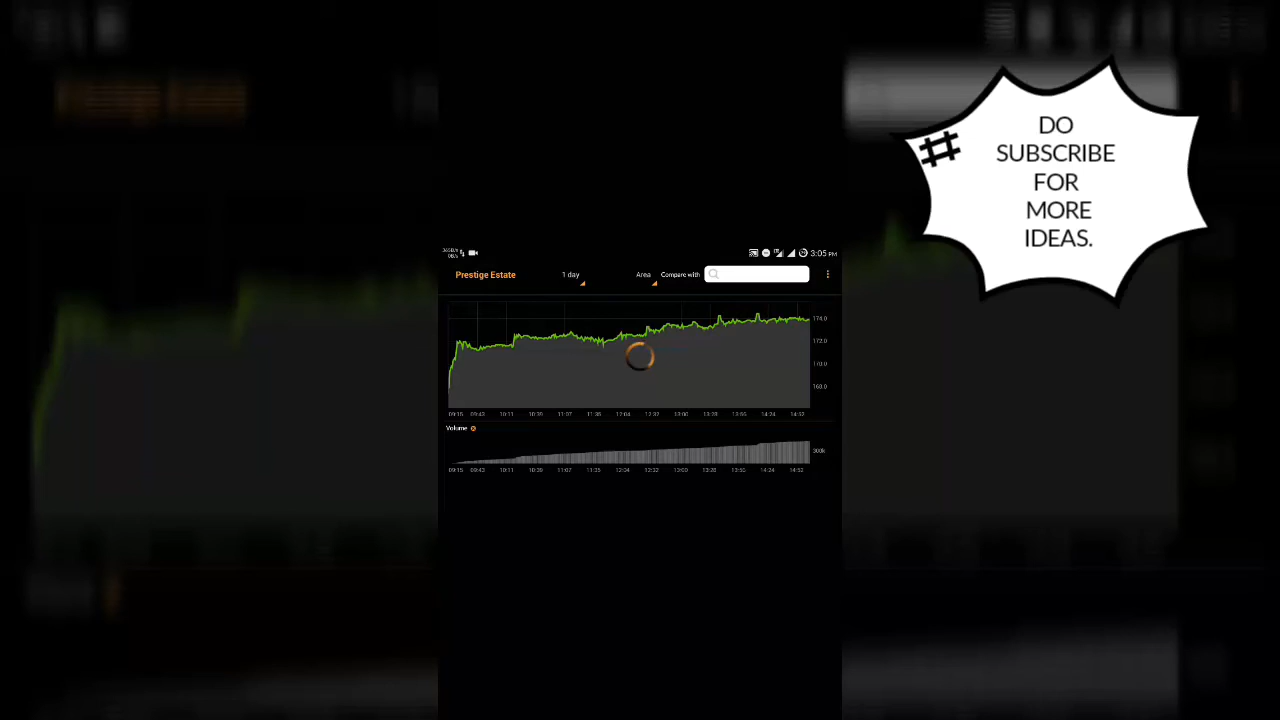 3:05 PM
Prestige Estate
1 day
Area
Compare with
174.0
172.0
170.0
168.0
09:15 09:43 10:11 10:39 11:07 11:35 12:04 12:32 13:00 13:28 13:56 14:24 14:52
Volume
300k
09:15 09:43 10:11 10:39 11:07 11:35 12:04 12:32 13:00 13:28 13:56 14:24 14:52
#
DO
SUBSCRIBE
FOR
MORE
IDEAS.